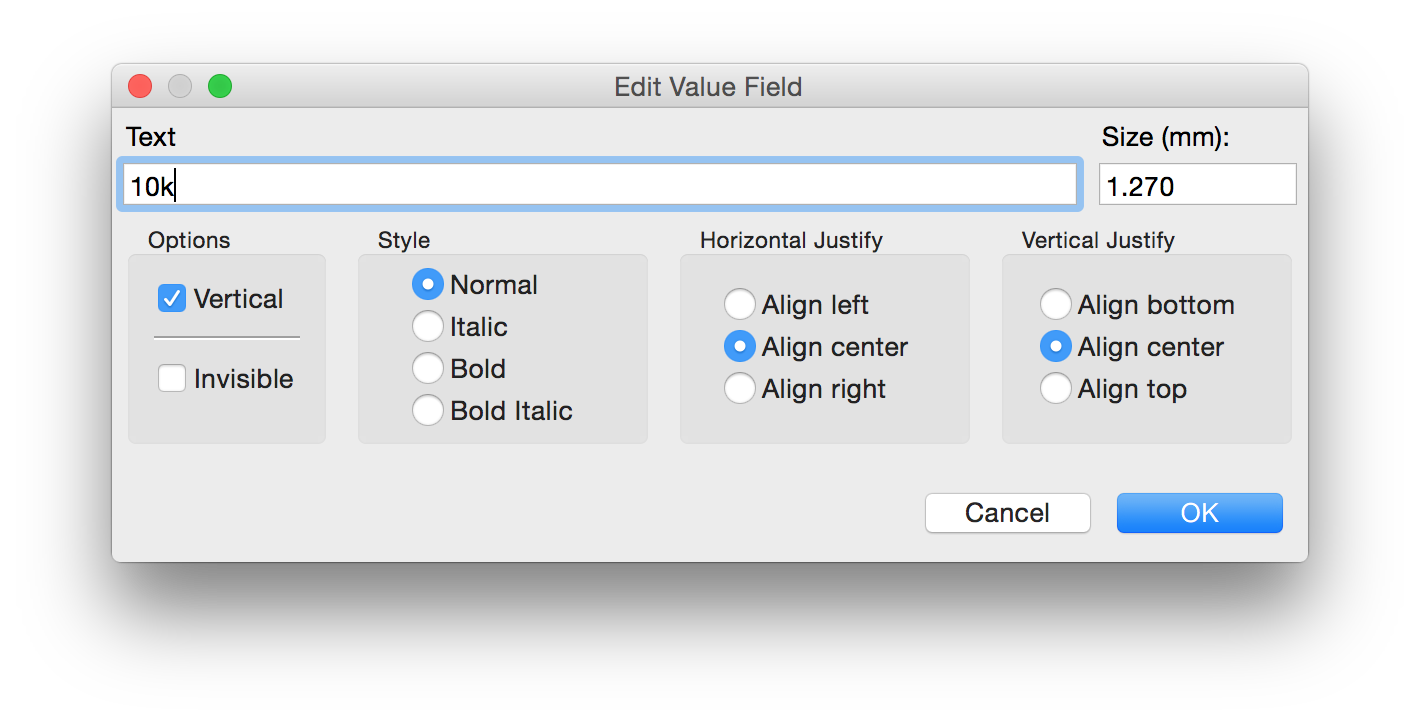 Edit Value Field
Text
Size (mm):
10k
1.270
Options
Style
Horizontal Justify
Vertical Justify
Vertical
Invisible
Normal
Italic
Bold
Bold Italic
Align left
Align center
Align right
Align bottom
Align center
Align top
Cancel
OK